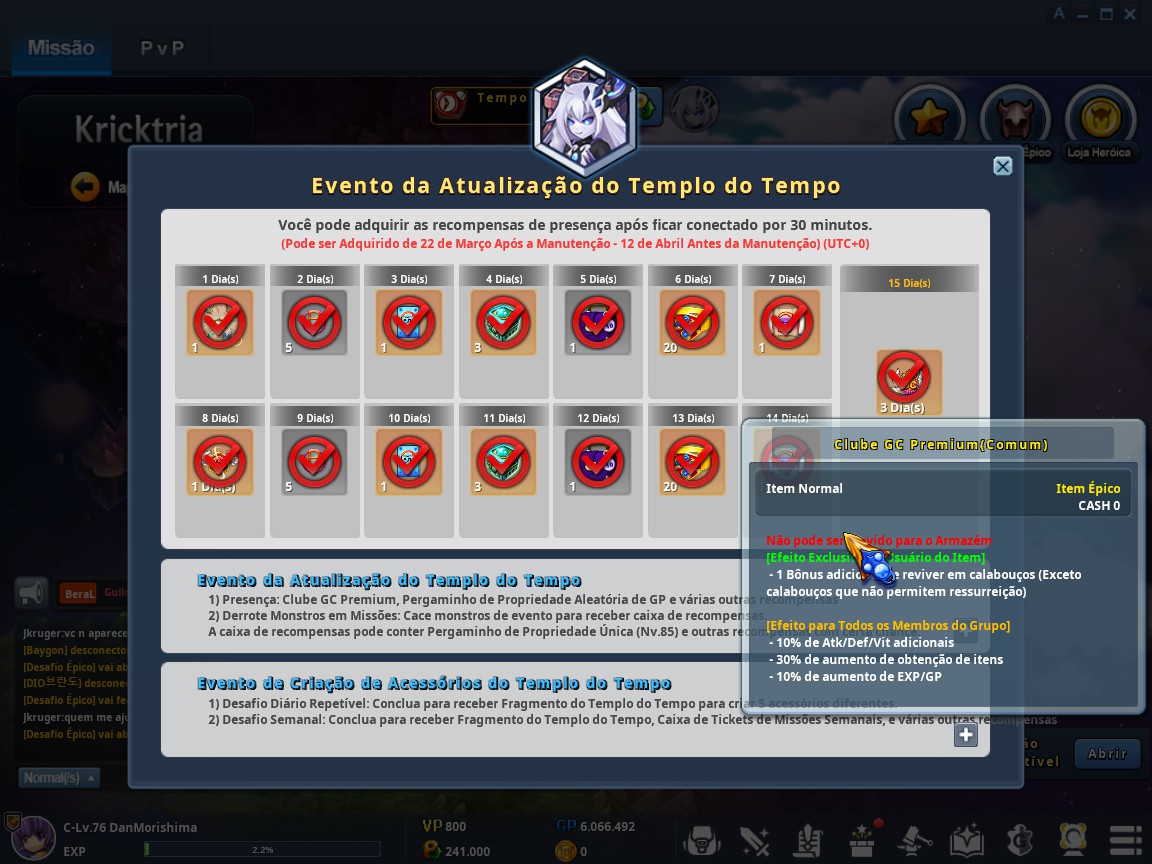 A
Missão
P v P
Tempo
Kricktria
Épico
Loja Heróica
Ma
Evento da Atualização do Templo do Tempo
Você pode adquirir as recompensas de presença após ficar conectado por 30 minutos.
(Pode ser Adquirido de 22 de Março Após a Manutenção - 12 de Abril Antes da Manutenção) (UTC+0)
1 Dia(s)
2 Dia(s)
3 Dia(s)
4 Dia(s)
5 Dia(s)
6 Dia(s)
7 Dia(s)
15 Dia(s)
1
5
1
3
1
20
1
3 Dia(s)
8 Dia(s)
9 Dia(s)
10 Dia(s)
11 Dia(s)
12 Dia(s)
13 Dia(s)
14 Dia(s)
1 Dia(s)
5
1
3
1
20
Clube GC Premium(Comum)
Item Normal
Item Épico
CASH 0
Não pode ser
para o Armazém
[Efeito
do Item]
- 1 Bônus
reviver em calabouços (Exceto
calabouços que não permitem ressurreição)
[Efeito para Todos os Membros do Grupo]
- 10% de Atk/Def/Vit adicionais
- 30% de aumento de obtenção de itens
- 10% de aumento de EXP/GP
Evento da Atualização do Templo do Tempo
1) Presença: Clube GC Premium, Pergaminho de Propriedade Aleatória de GP e várias outras recompensas
2) Derrote Monstros em Missões: Cace monstros de evento para receber caixa de recompensas.
A caixa de recompensas pode conter Pergaminho de Propriedade Única (Nv.85) e outras recompensas com certa chance.
Evento de Criação de Acessórios do Templo do Tempo
1) Desafio Diário Repetível: Conclua para receber Fragmento do Templo do Tempo para criar 5 acessórios diferentes.
2) Desafio Semanal: Conclua para receber Fragmento do Templo do Tempo, Caixa de Tickets de Missões Semanais, e várias outras recompensas
BeraL
Guild
Jkruger:vc n aparece
[Baygon] desconecto
[Desafio Épico] vai ab
[DIO브란도] descone
[Desafio Épico] vai fe
Jkruger:quem me aju
[Desafio Épico] vai ab
Normal(/s)
ão
tível
Abrir
C-Lv.76 DanMorishima
EXP
2.2%
VP 800
241.000
GP 6.066.492
0